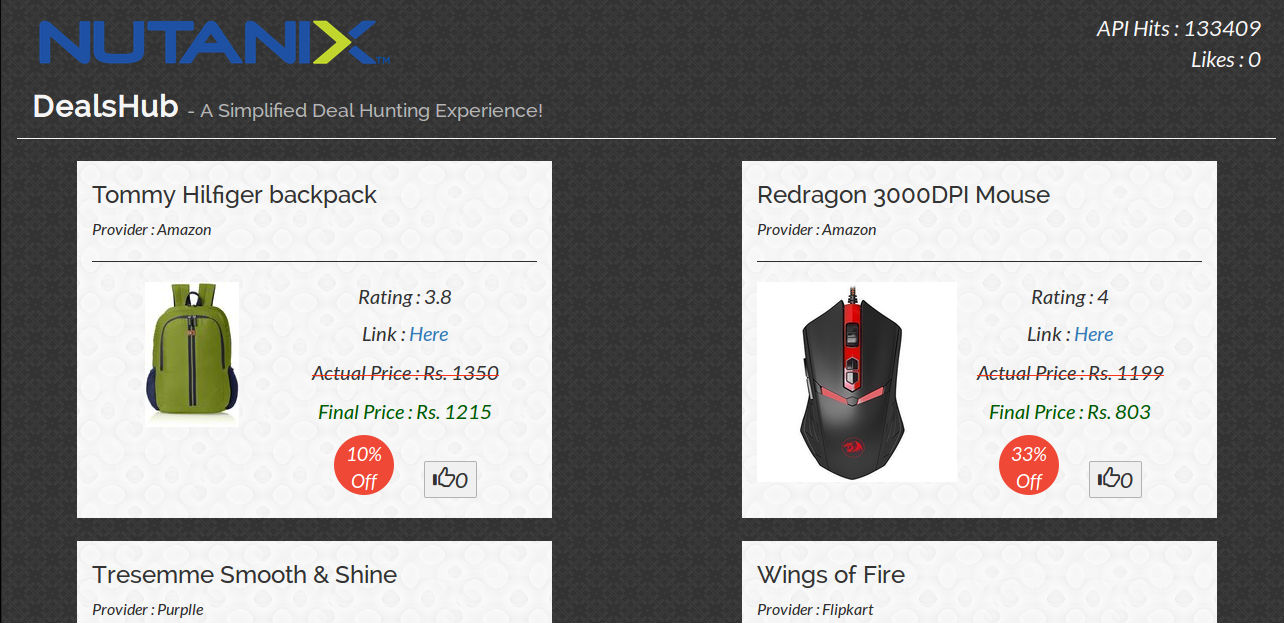 NUTANIX TM
API Hits : 133409
Likes : 0
DealsHub - A Simplified Deal Hunting Experience!
Tommy Hilfiger backpack
Provider : Amazon
Rating : 3.8
Link : Here
Actual Price : Rs. 1350
Final Price : Rs. 1215
10%
Off
0
Redragon 3000DPI Mouse
Provider : Amazon
Rating : 4
Link : Here
Actual Price : Rs. 1199
Final Price : Rs. 803
33%
Off
0
Tresemme Smooth & Shine
Provider : Purplle
Wings of Fire
Provider : Flipkart